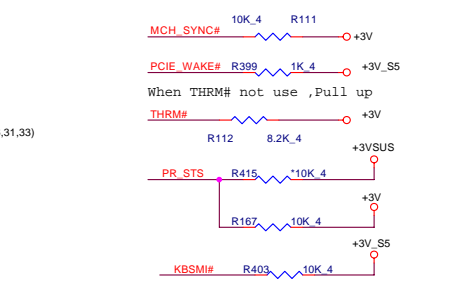 10K_4 R111
MCH_SYNC# +3V
PCIE_WAKE# R399 1K_4 +3V_S5
When THRM# not use ,Pull up
THRM# +3V
,31,33)
R112 8.2K_4
+3VSUS
PR_STS R415 *10K_4
+3V
R167 10K_4
+3V_S5
KBSMI# R403 10K_4